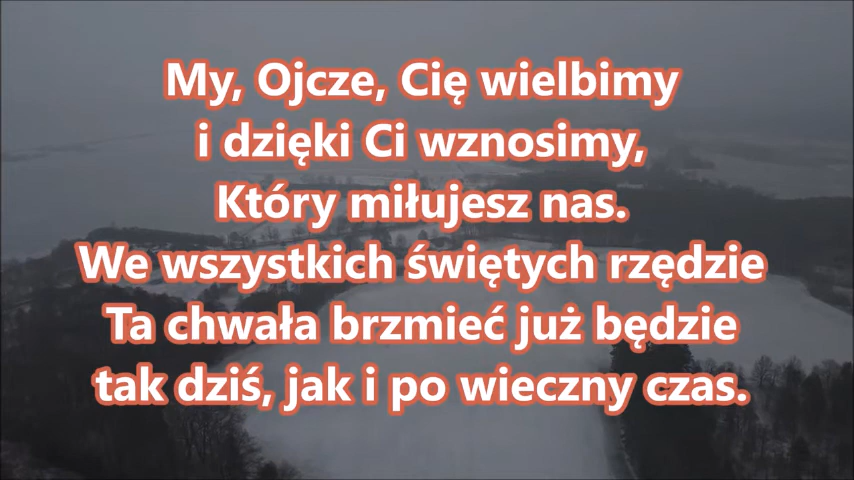 My, Ojcze, Cię wielbimy
i dzięki Ci wznosimy,
Który miłujesz nas.
We wszystkich świętych rzędzie
Ta chwała brzmieć już będzie
tak dziś, jak i po wieczny czas.